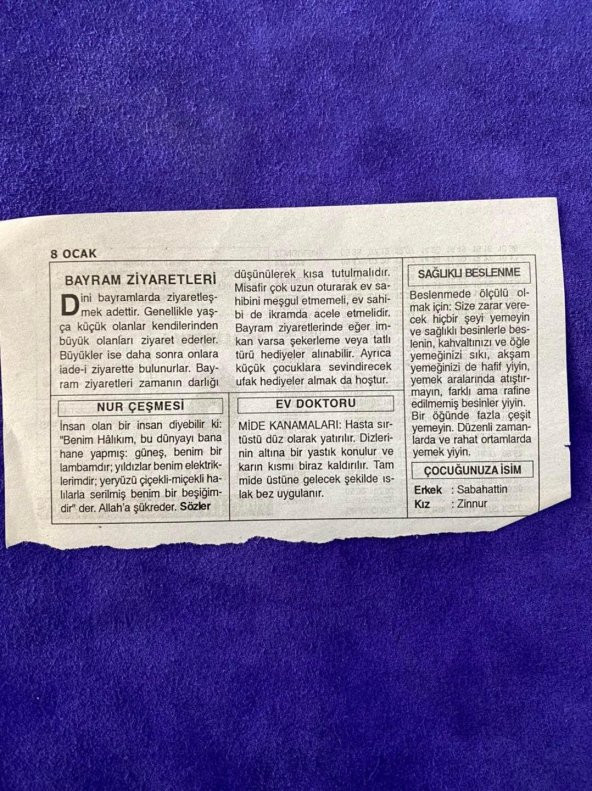 8 OCAK
BAYRAM ZİYARETLERİ
Dini bayramlarda ziyaretleş-
mek adettir. Genellikle yaş-
ça küçük olanlar kendilerinden
büyük olanları ziyaret ederler.
Büyükler ise daha sonra onlara
iade-i ziyarette bulunurlar. Bay-
ram ziyaretleri zamanın darlığı
düşünülerek kısa tutulmalıdır.
Misafir çok uzun oturarak ev sa-
hibini meşgul etmemeli, ev sahi-
bi de ikramda acele etmelidir.
Bayram ziyaretlerinde eğer im-
kan varsa şekerleme veya tatlı
türü hediyeler alınabilir. Ayrıca
küçük çocuklara sevindirecek
ufak hediyeler almak da hoştur.
NUR ÇEŞMESİ
İnsan olan bir insan diyebilir ki:
"Benim Hâlıkım, bu dünyayı bana
hane yapmış: güneş, benim bir
lambamdır; yıldızlar benim elektrik-
lerimdir; yeryüzü çiçekli-miçekli ha-
lılarla serilmiş benim bir beşiğim-
dir" der. Allah'a şükreder. Sözler
EV DOKTORU
MİDE KANAMALARI: Hasta sır-
tüstü düz olarak yatırılır. Dizleri-
nin altına bir yastık konulur ve
karın kısmı biraz kaldırılır. Tam
mide üstüne gelecek şekilde ıs-
lak bez uygulanır.
SAĞLIKLI BESLENME
Beslenmede ölçülü ol-
mak için: Size zarar vere-
cek hiçbir şeyi yemeyin
ve sağlıklı besinlerle bes-
lenin, kahvaltınızı ve öğle
yemeğinizi sıkı, akşam
yemeğinizi de hafif yiyin,
yemek aralarında atıştır-
mayın, farklı ama rafine
edilmemiş besinler yiyin.
Bir öğünde fazla çeşit
yemeyin. Düzenli zaman-
larda ve rahat ortamlarda
yemek yiyin.
ÇOCUĞUNUZA İSİM
Erkek : Sabahattin
Kız : Zinnur